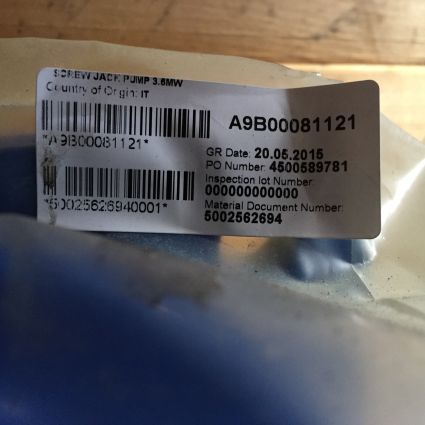 SCREW JACK PUMP 3.6MW
Country of Origin: IT
*A9B00081121*
*50025626940001*
A9B00081121
GR Date: 20.05.2015
PO Number: 4500589781
Inspection lot Number:
000000000000
Material Document Number:
5002562694